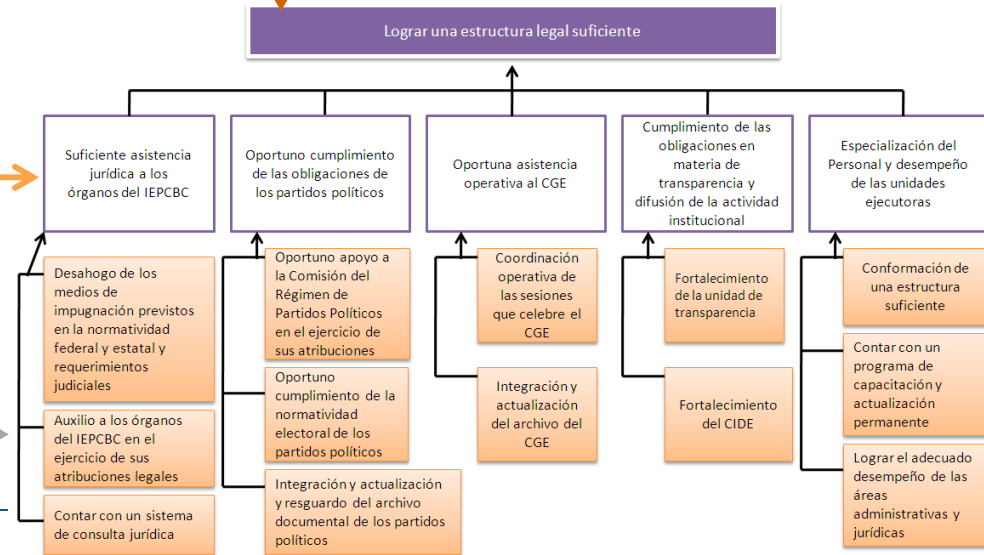 Lograr una estructura legal suficiente
Suficiente asistencia
jurídica a los
órganos del IEPCBC
Oportuno cumplimiento
de las obligaciones de
los partidos políticos
Oportuna asistencia
operativa al CGE
Cumplimiento de las
obligaciones en
materia de
transparencia y
difusión de la actividad
institucional
Especialización del
Personal y desempeño
de las unidades
ejecutoras
Desahogo de los
medios de
impugnación previstos
en la normatividad
federal y estatal y
requerimientos
judiciales
Auxilio a los órganos
del IEPCBC en el
ejercicio de sus
atribuciones legales
Contar con un sistema
de consulta jurídica
Oportuno apoyo a
la Comisión del
Régimen de
Partidos Políticos
en el ejercicio de
sus atribuciones
Oportuno
cumplimiento de la
normatividad
electoral de los
partidos políticos
Integración y actualización
y resguardo del archivo
documental de los partidos
políticos
Coordinación
operativa de
las sesiones
que celebre el
CGE
Integración y
actualización
del archivo del
CGE
Fortalecimiento
de la unidad de
transparencia
Fortalecimiento
del CIDE
Conformación de
una estructura
suficiente
Contar con un
programa de
capacitación y
actualización
permanente
Lograr el adecuado
desempeño de las
áreas
administrativas y
jurídicas